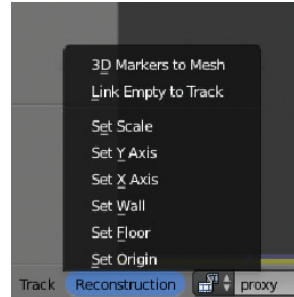 3D Markers to Mesh
Link Empty to Track
Set Scale
Set Y Axis
Set X Axis
Set Wall
Set Floor
Set Origin
Track Reconstruction proxy